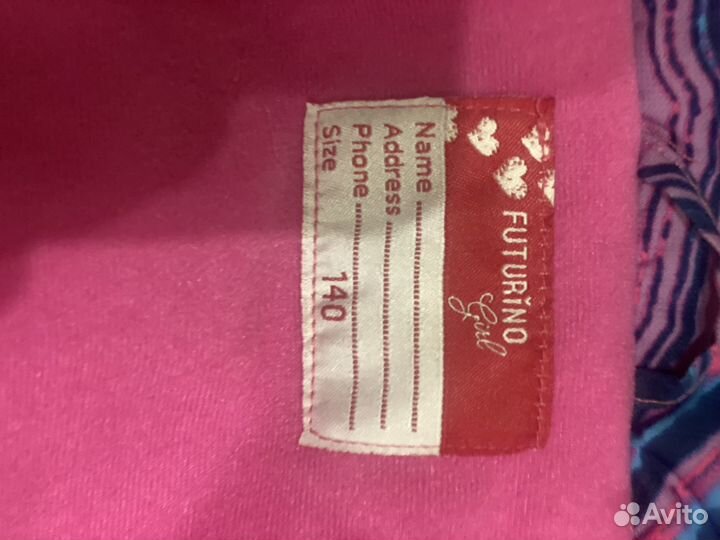 FUTURINO
Girl
Name
Address
Phone
Size 140
Avito